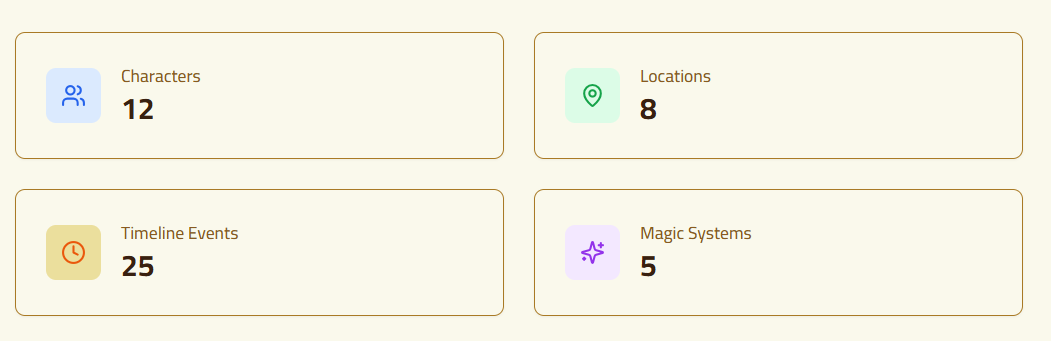 Characters
12
Locations
8
Timeline Events
25
Magic Systems
5